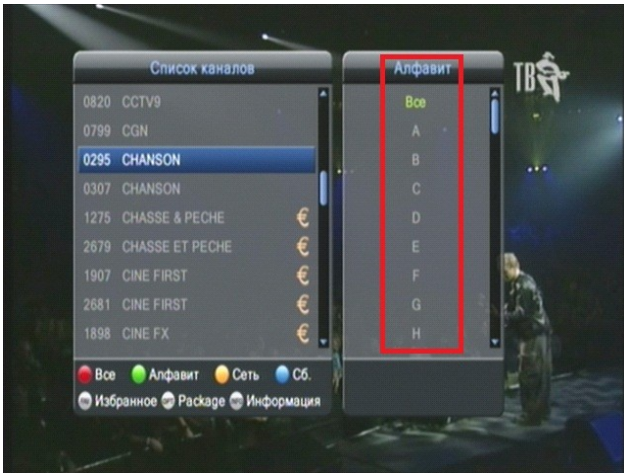 Список каналов
0820 CCTV9
0799 CGN
0295 CHANSON
0307 CHANSON
1275 CHASSE & PECHE €
2679 CHASSE ET PECHE €
1907 CINE FIRST €
2681 CINE FIRST €
1898 CINE FX €
Все Алфавит Сеть Сб.
Избранное Package Информация
Алфавит
Все
A
B
C
D
E
F
G
H
ТВ